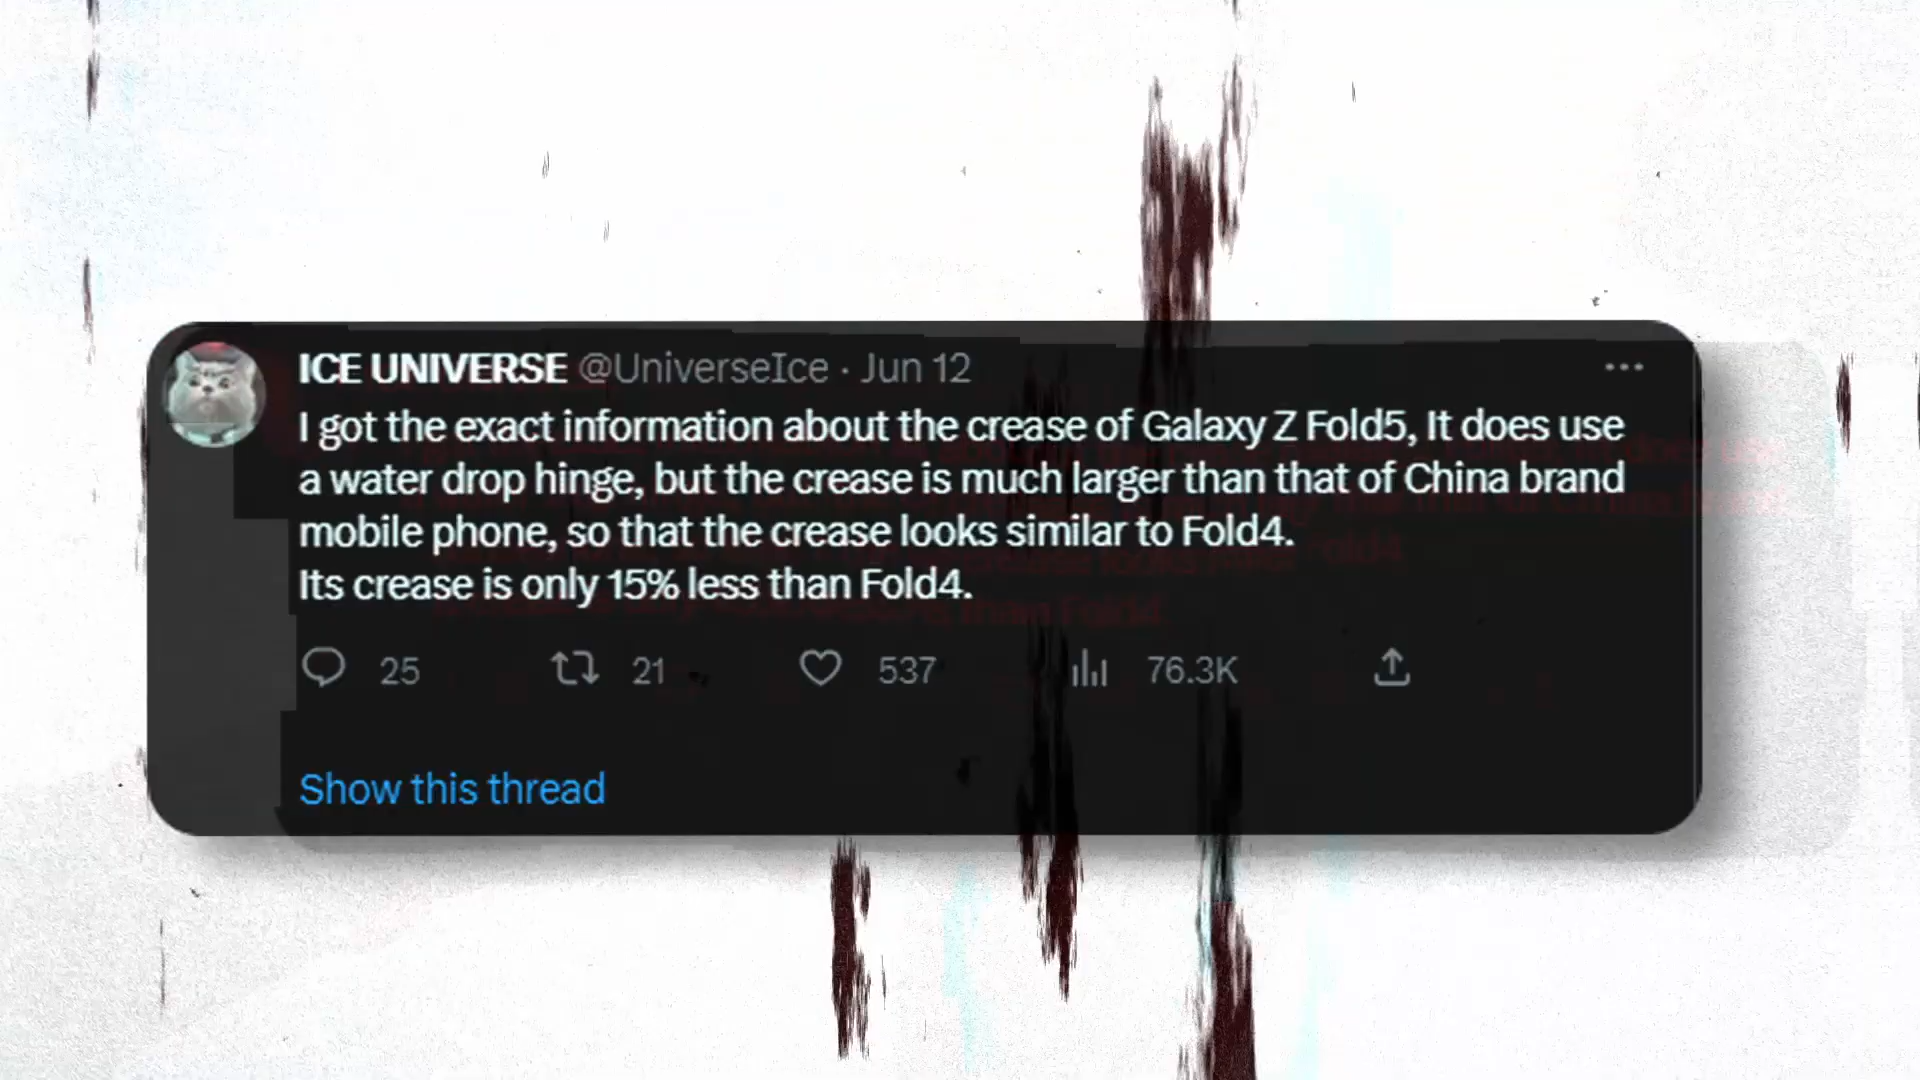 ICE UNIVERSE @UniverseIce · Jun 12
I got the exact information about the crease of Galaxy Z Fold5, It does use
a water drop hinge, but the crease is much larger than that of China brand
mobile phone, so that the crease looks similar to Fold4.
Its crease is only 15% less than Fold4.
25 21 537 76.3K
Show this thread